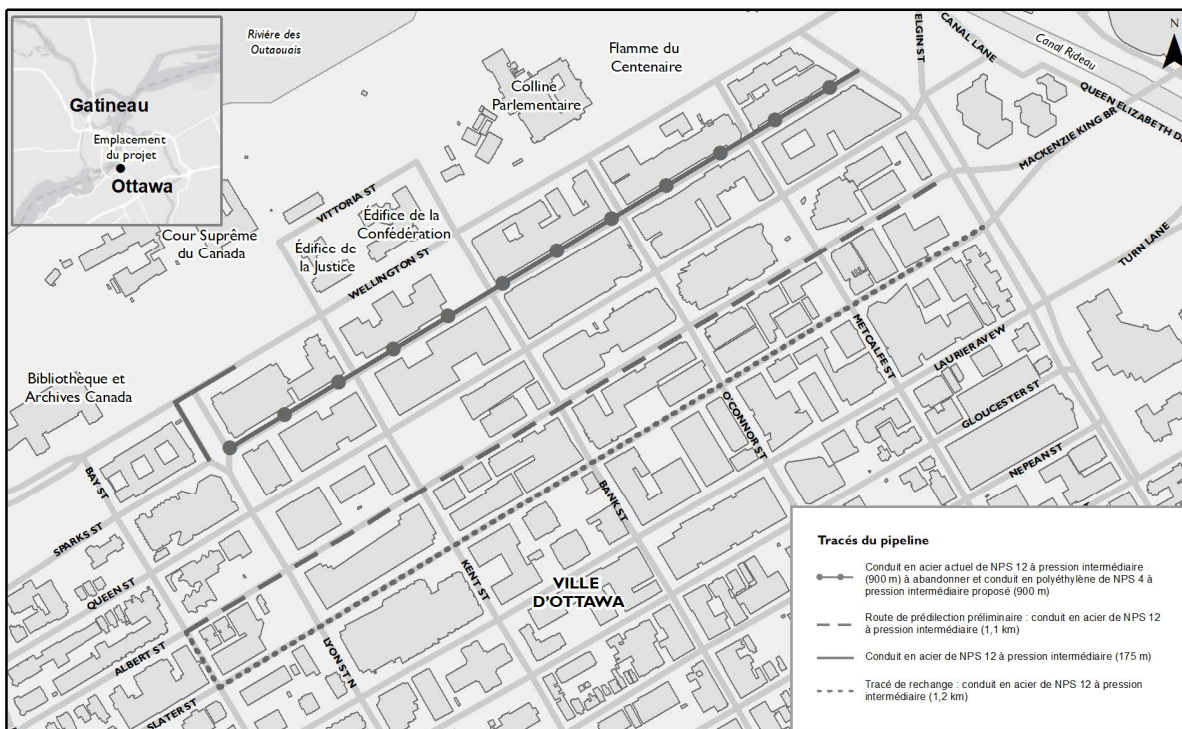 Gatineau
Emplacement
du projet
Ottawa
Rivière des
Outaouais
Flamme du
Centenaire
Colline
Parlementaire
ELGIN ST
CANAL LANE
Canal Rideau
N
QUEEN ELIZABETH D
MACKENZIE KING BR
TURN LANE
VITTORIA ST
Cour Suprême
du Canada
Édifice de la
Confédération
Édifice de
la Justice
WELLINGTON ST
Bibliothèque et
Archives Canada
BAY ST
SPARKS ST
QUEEN ST
ALBERT ST
SLATER ST
LYON ST N
KENT ST
BANK ST
O'CONNOR ST
METCALFE ST
LAURIER AV EW
GLOUCESTER ST
NEPEAN ST
VILLE
D'OTTAWA
Tracés du pipeline
Conduit en acier actuel de NPS 12 à pression intermédiaire
(900 m) à abandonner et conduit en polyéthylène de NPS 4 à
pression intermédiaire proposé (900 m)
Route de prédilection préliminaire : conduit en acier de NPS 12
à pression intermédiaire (1,1 km)
Conduit en acier de NPS 12 à pression intermédiaire (175 m)
Tracé de rechange : conduit en acier de NPS 12 à pression
intermédiaire (1,2 km)